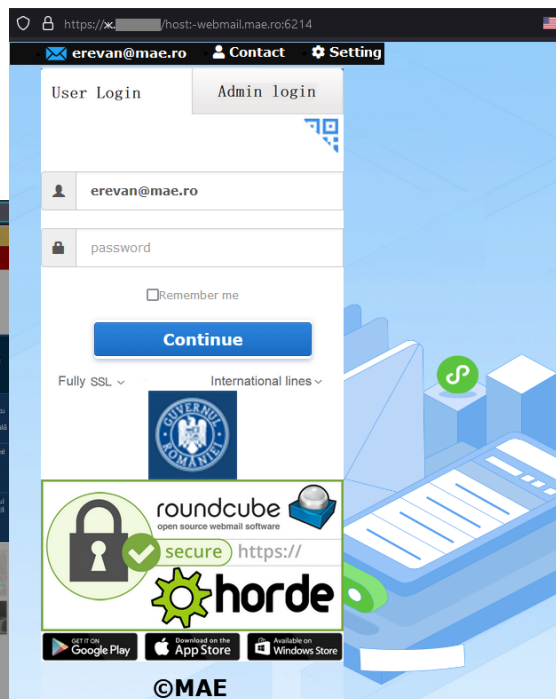 https://ж.      /host:-webmail.mae.ro:6214
erevan@mae.ro Contact Setting
User Login Admin login
erevan@mae.ro
password
Remember me
Continue
Fully SSL International lines
GUVERNUL ROMÂNIEI
roundcube
open source webmail software
secure https://
horde
GET IT ON Google Play Download on the App Store Available on Windows Store
©MAE